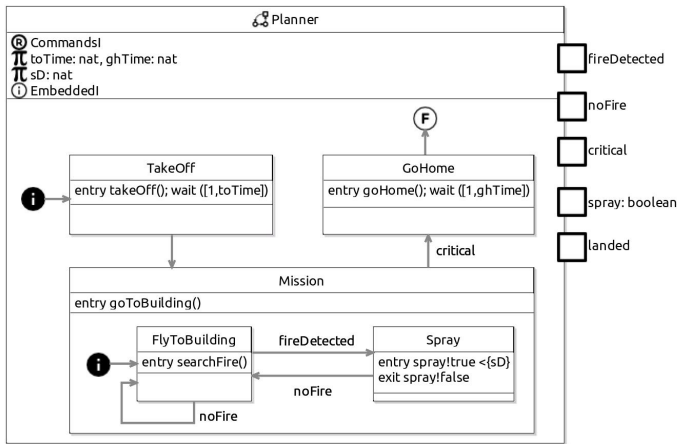 Planner
R CommandsI
π toTime: nat, ghTime: nat
π sD: nat
i EmbeddedI
fireDetected
noFire
critical
spray: boolean
landed
F
TakeOff
entry takeOff(); wait ([1,toTime])
i
GoHome
entry goHome(); wait ([1,ghTime])
critical
Mission
entry goToBuilding()
i
FlyToBuilding
entry searchFire()
fireDetected
Spray
entry spray!true <{sD}
exit spray!false
noFire
noFire